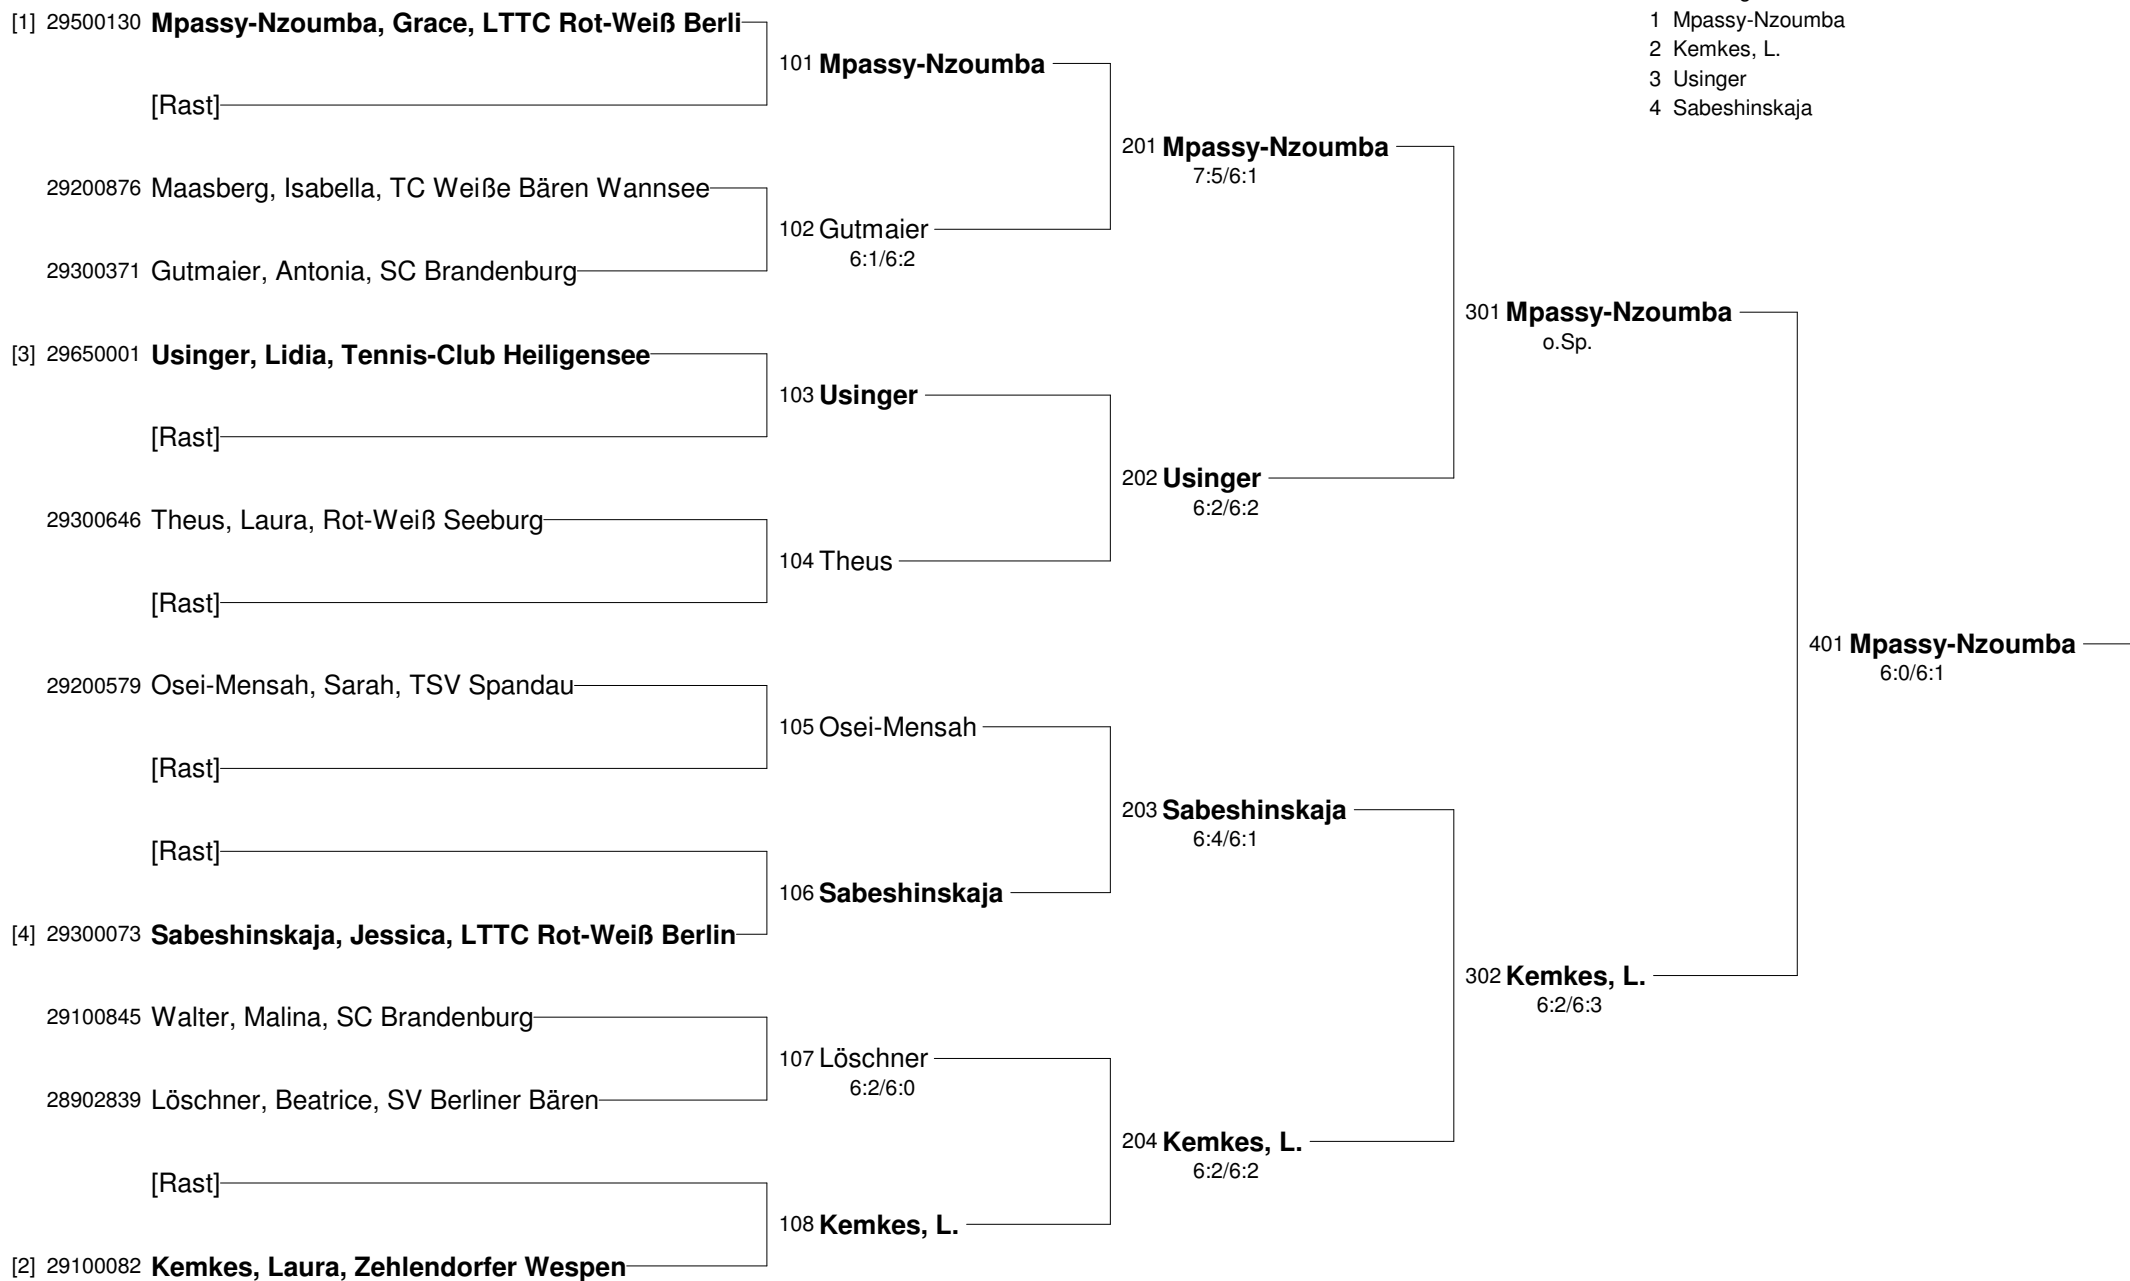 [1] 29500130 Mpassy-Nzoumba, Grace, LTTC Rot-Weiß Berli
1 Mpassy-Nzoumba
2 Kemkes, L.
3 Usinger
4 Sabeshinskaja
101 Mpassy-Nzoumba
[Rast]
201 Mpassy-Nzoumba
7:5/6:1
29200876 Maasberg, Isabella, TC Weiße Bären Wannsee
102 Gutmaier
6:1/6:2
29300371 Gutmaier, Antonia, SC Brandenburg
301 Mpassy-Nzoumba
o.Sp.
[3] 29650001 Usinger, Lidia, Tennis-Club Heiligensee
103 Usinger
[Rast]
202 Usinger
6:2/6:2
29300646 Theus, Laura, Rot-Weiß Seeburg
104 Theus
[Rast]
401 Mpassy-Nzoumba
6:0/6:1
29200579 Osei-Mensah, Sarah, TSV Spandau
105 Osei-Mensah
[Rast]
203 Sabeshinskaja
6:4/6:1
[Rast]
106 Sabeshinskaja
[4] 29300073 Sabeshinskaja, Jessica, LTTC Rot-Weiß Berlin
302 Kemkes, L.
6:2/6:3
29100845 Walter, Malina, SC Brandenburg
107 Löschner
6:2/6:0
28902839 Löschner, Beatrice, SV Berliner Bären
204 Kemkes, L.
6:2/6:2
[Rast]
108 Kemkes, L.
[2] 29100082 Kemkes, Laura, Zehlendorfer Wespen